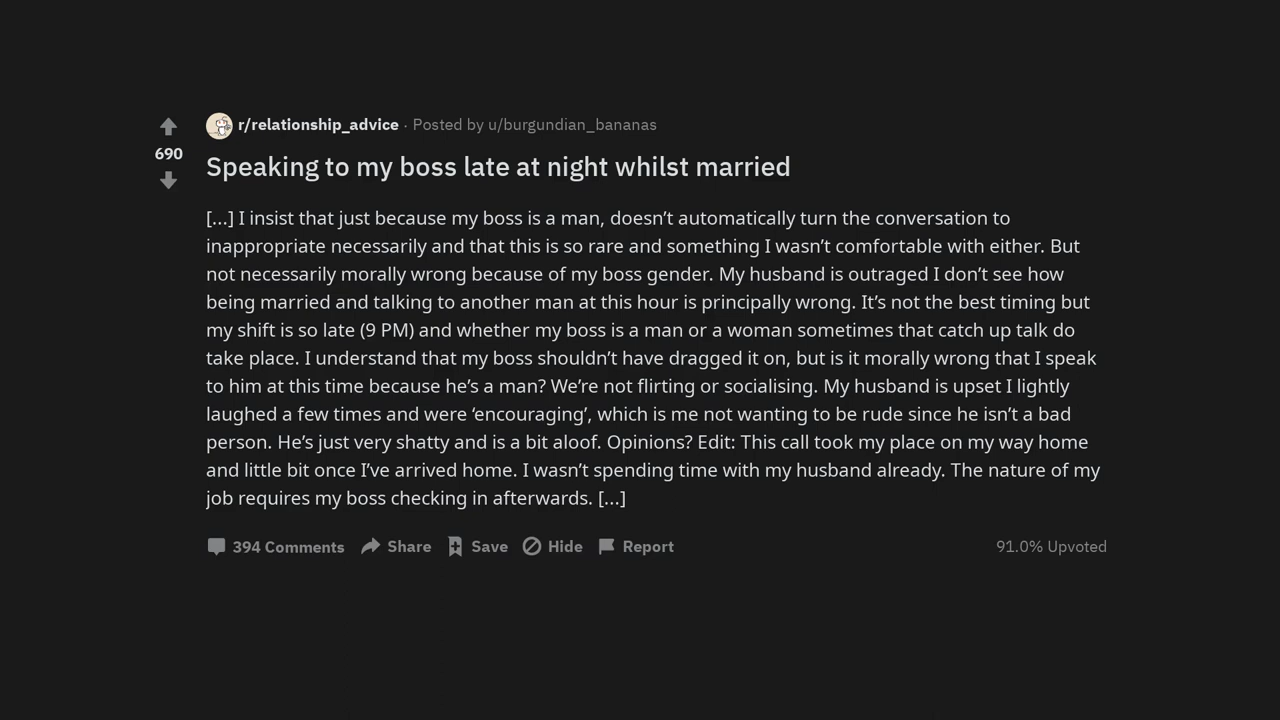 r/relationship_advice · Posted by u/burgundian_bananas
690
Speaking to my boss late at night whilst married
[...] I insist that just because my boss is a man, doesn’t automatically turn the conversation to
inappropriate necessarily and that this is so rare and something I wasn’t comfortable with either. But
not necessarily morally wrong because of my boss gender. My husband is outraged I don’t see how
being married and talking to another man at this hour is principally wrong. It’s not the best timing but
my shift is so late (9 PM) and whether my boss is a man or a woman sometimes that catch up talk do
take place. I understand that my boss shouldn’t have dragged it on, but is it morally wrong that I speak
to him at this time because he’s a man? We’re not flirting or socialising. My husband is upset I lightly
laughed a few times and were ‘encouraging’, which is me not wanting to be rude since he isn’t a bad
person. He’s just very shatty and is a bit aloof. Opinions? Edit: This call took my place on my way home
and little bit once I’ve arrived home. I wasn’t spending time with my husband already. The nature of my
job requires my boss checking in afterwards. [...]
394 Comments Share Save Hide Report 91.0% Upvoted